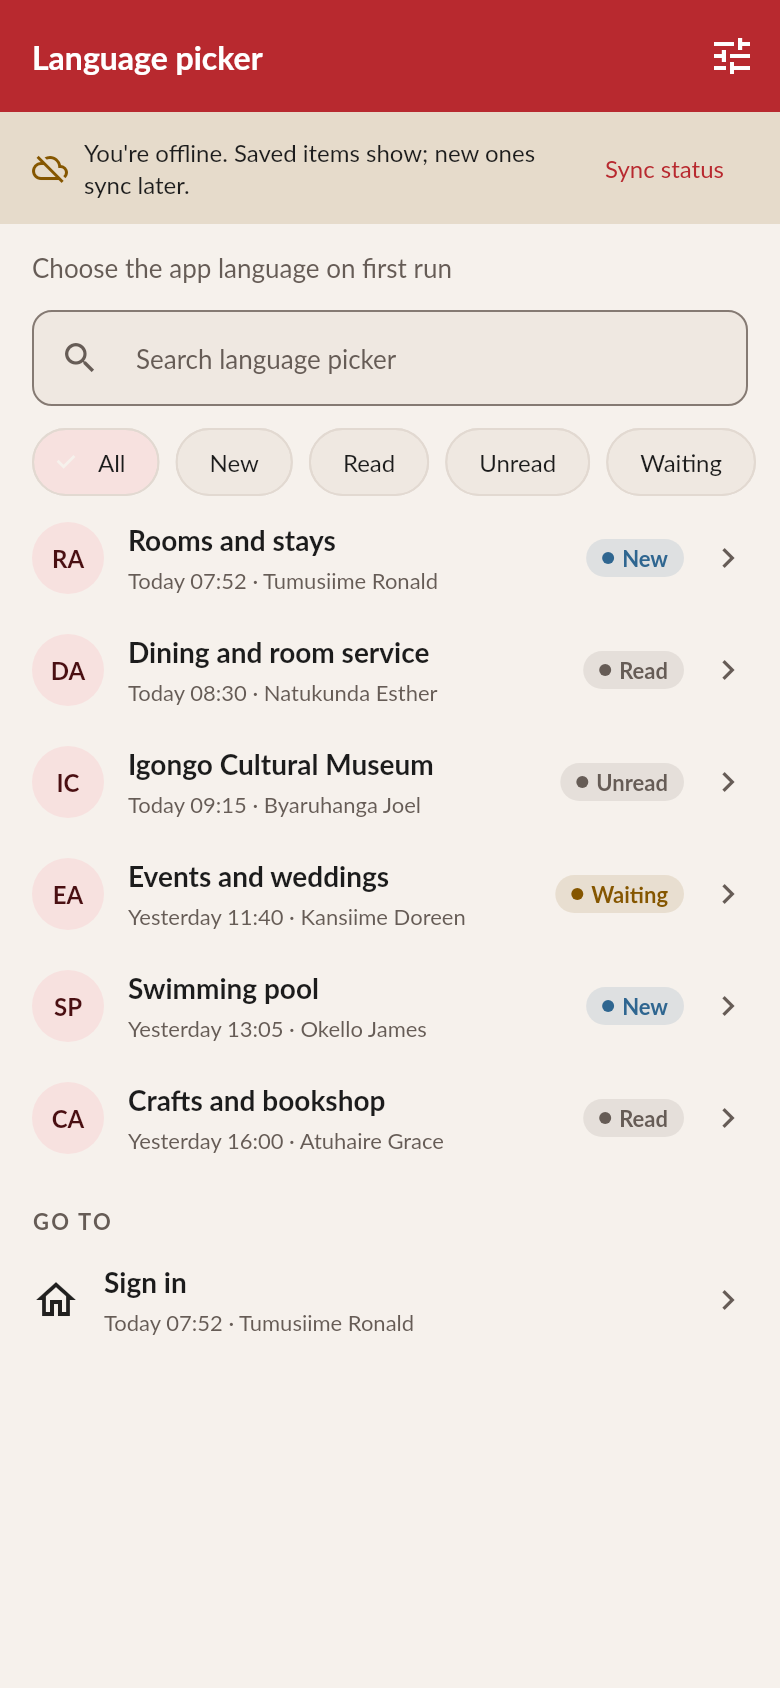 Language picker
You're offline. Saved items show; new ones
sync later.
Sync status
Choose the app language on first run
Search language picker
All
New
Read
Unread
Waiting
RA
Rooms and stays
Today 07:52 · Tumusiime Ronald
New
DA
Dining and room service
Today 08:30 · Natukunda Esther
Read
IC
Igongo Cultural Museum
Today 09:15 · Byaruhanga Joel
Unread
EA
Events and weddings
Yesterday 11:40 · Kansiime Doreen
Waiting
SP
Swimming pool
Yesterday 13:05 · Okello James
New
CA
Crafts and bookshop
Yesterday 16:00 · Atuhaire Grace
Read
GO TO
Sign in
Today 07:52 · Tumusiime Ronald